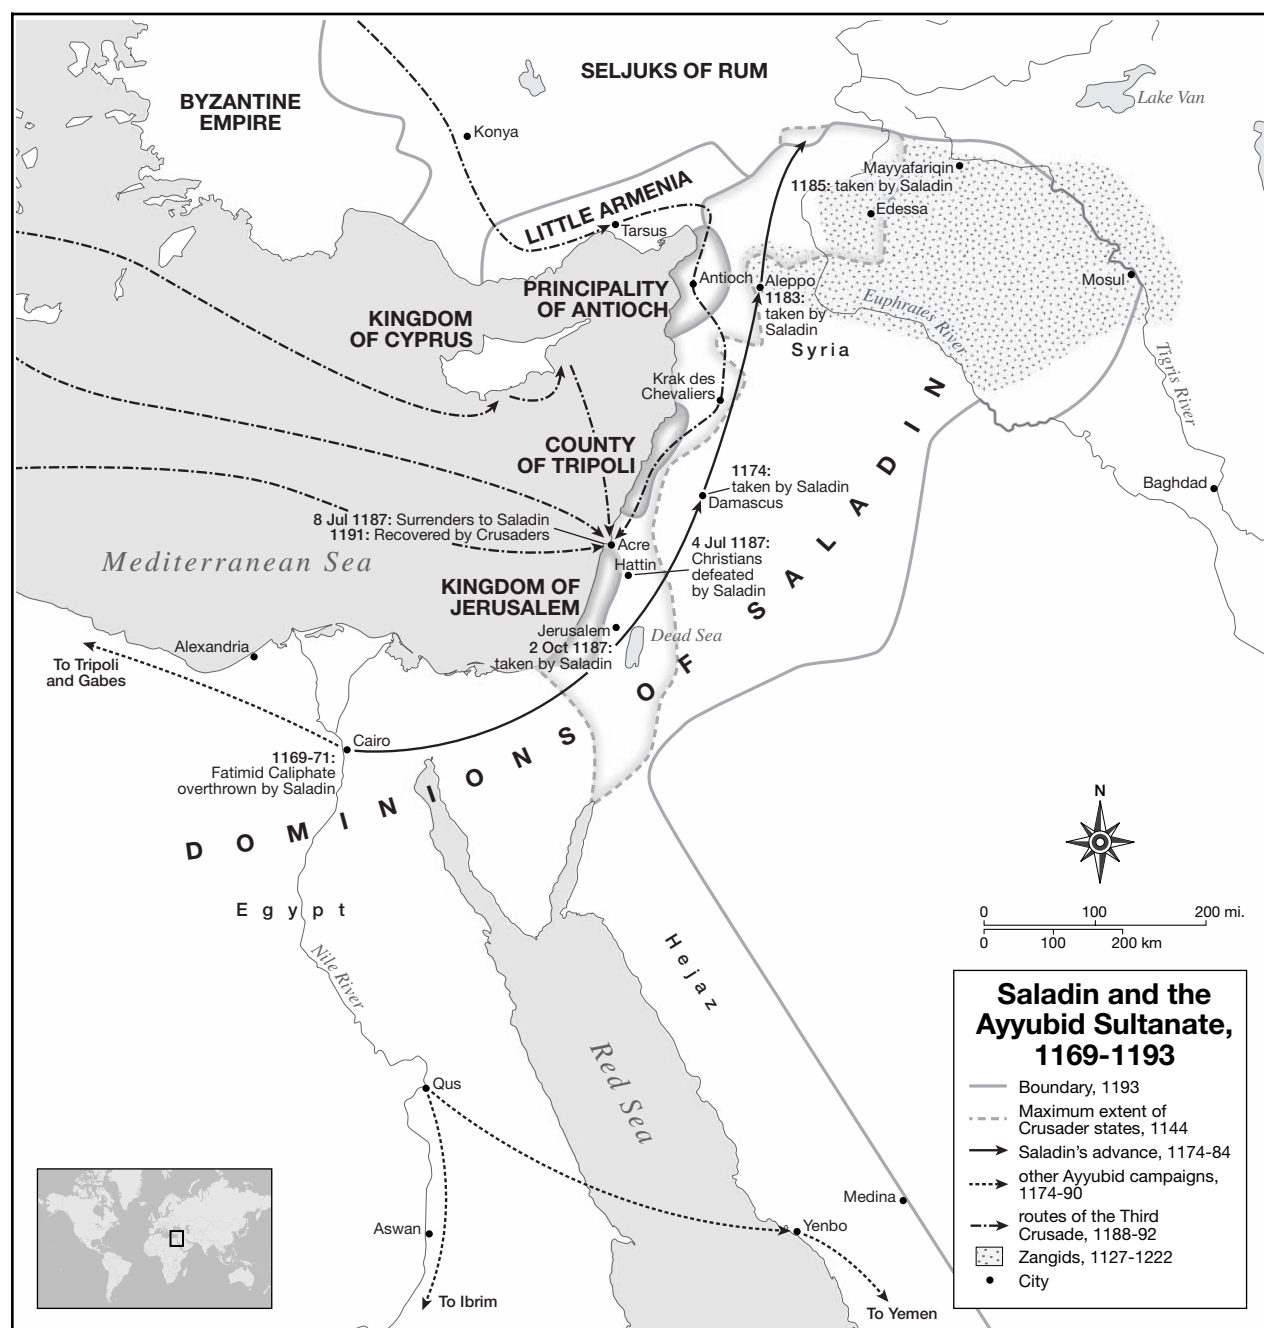 SELJUKS OF RUM
BYZANTINE
EMPIRE
Lake Van
Konya
Mayyafariqin
1185: taken by Saladin
Edessa
LITTLE ARMENIA
Tarsus
Antioch
Aleppo
1183:
taken by
Saladin
Mosul
PRINCIPALITY
OF ANTIOCH
Euphrates River
KINGDOM
OF CYPRUS
Syria
Tigris River
Krak des
Chevaliers
COUNTY
OF TRIPOLI
1174:
taken by Saladin
Damascus
Baghdad
8 Jul 1187: Surrenders to Saladin
1191: Recovered by Crusaders
Acre
Mediterranean Sea
Hattin
4 Jul 1187:
Christians
defeated
by Saladin
KINGDOM OF
JERUSALEM
Jerusalem
2 Oct 1187:
taken by Saladin
Dead Sea
Alexandria
To Tripoli
and Gabes
Cairo
1169-71:
Fatimid Caliphate
overthrown by Saladin
DOMINIONS OF SALADIN
Egypt
Nile River
Hejaz
Red Sea
Qus
Aswan
Medina
Yenbo
To Ibrim
To Yemen
N
0 100 200 mi.
0 100 200 km
Saladin and the
Ayyubid Sultanate,
1169-1193
Boundary, 1193
Maximum extent of
Crusader states, 1144
Saladin's advance, 1174-84
other Ayyubid campaigns,
1174-90
routes of the Third
Crusade, 1188-92
Zangids, 1127-1222
City